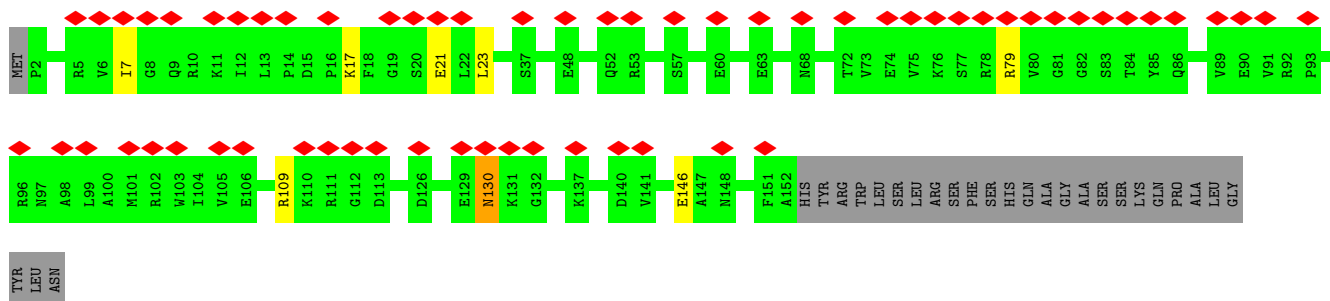 MET P2 R5 V6 I7 G8 Q9 R10 K11 I12 L13 P14 D15 P16 K17 F18 G19 S20 E21 L22 L23 S37 E48 Q52 R53 S57 E60 E63 N68 T72 V73 E74 V75 K76 S77 R78 R79 V80 G81 G82 S83 T84 Y85 Q86 V89 E90 V91 R92 P93
R96 N97 A98 L99 A100 M101 R102 W103 I104 V105 E106 R109 K110 R111 G112 D113 D126 E129 N130 K131 G132 K137 D140 V141 E146 A147 N148 F151 A152 HIS TYR ARG TRP LEU SER LEU ARG SER PHE SER HIS GLN ALA GLY ALA SER SER LYS GLN PRO ALA LEU GLY
TYR LEU ASN